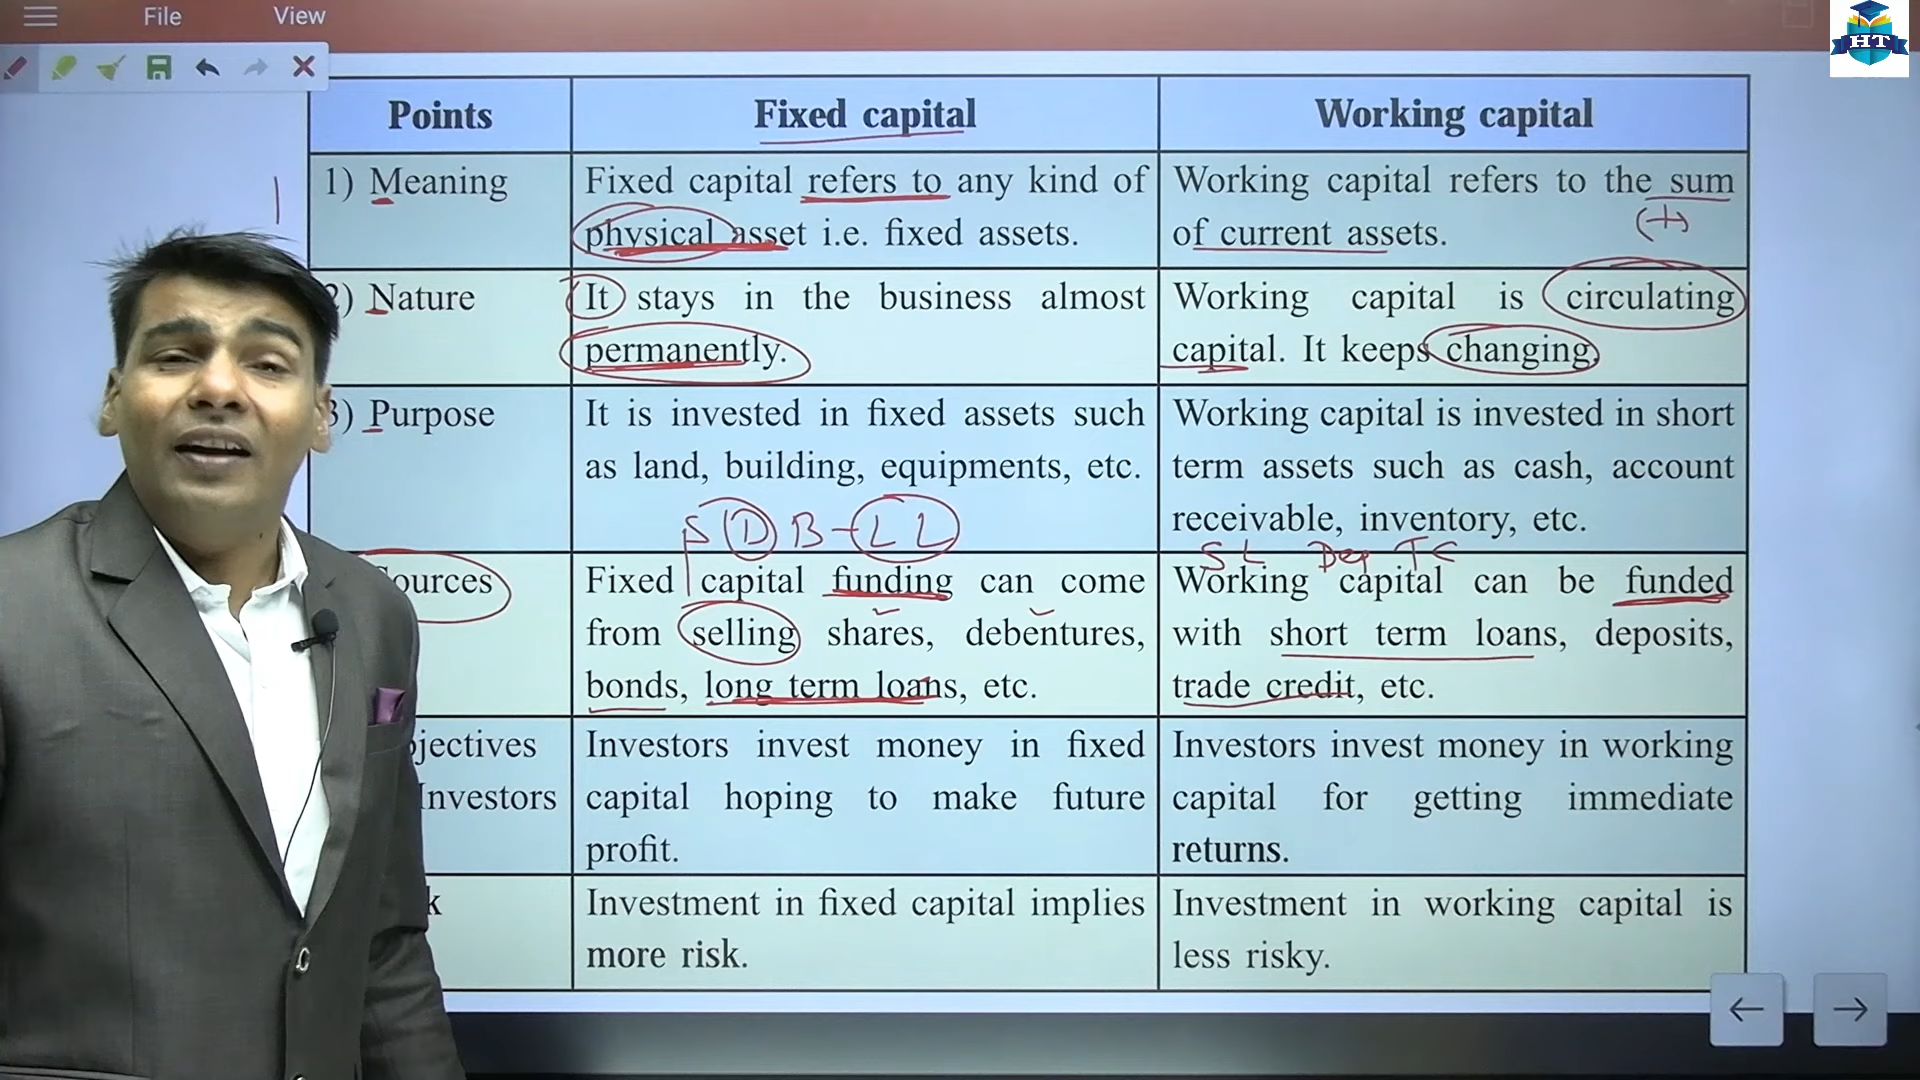 File View
HT
Points Fixed capital Working capital
1) Meaning Fixed capital refers to any kind of Working capital refers to the sum
physical asset i.e. fixed assets. of current assets.
(+)
2) Nature It stays in the business almost Working capital is circulating
permanently. capital. It keeps changing.
3) Purpose It is invested in fixed assets such Working capital is invested in short
as land, building, equipments, etc. term assets such as cash, account
receivable, inventory, etc.
S D B - L L
S L Dep T C
Sources Fixed capital funding can come Working capital can be funded
from selling shares, debentures, with short term loans, deposits,
bonds, long term loans, etc. trade credit, etc.
bjectives Investors invest money in fixed Investors invest money in working
Investors capital hoping to make future capital for getting immediate
profit. returns.
k Investment in fixed capital implies Investment in working capital is
more risk. less risky.